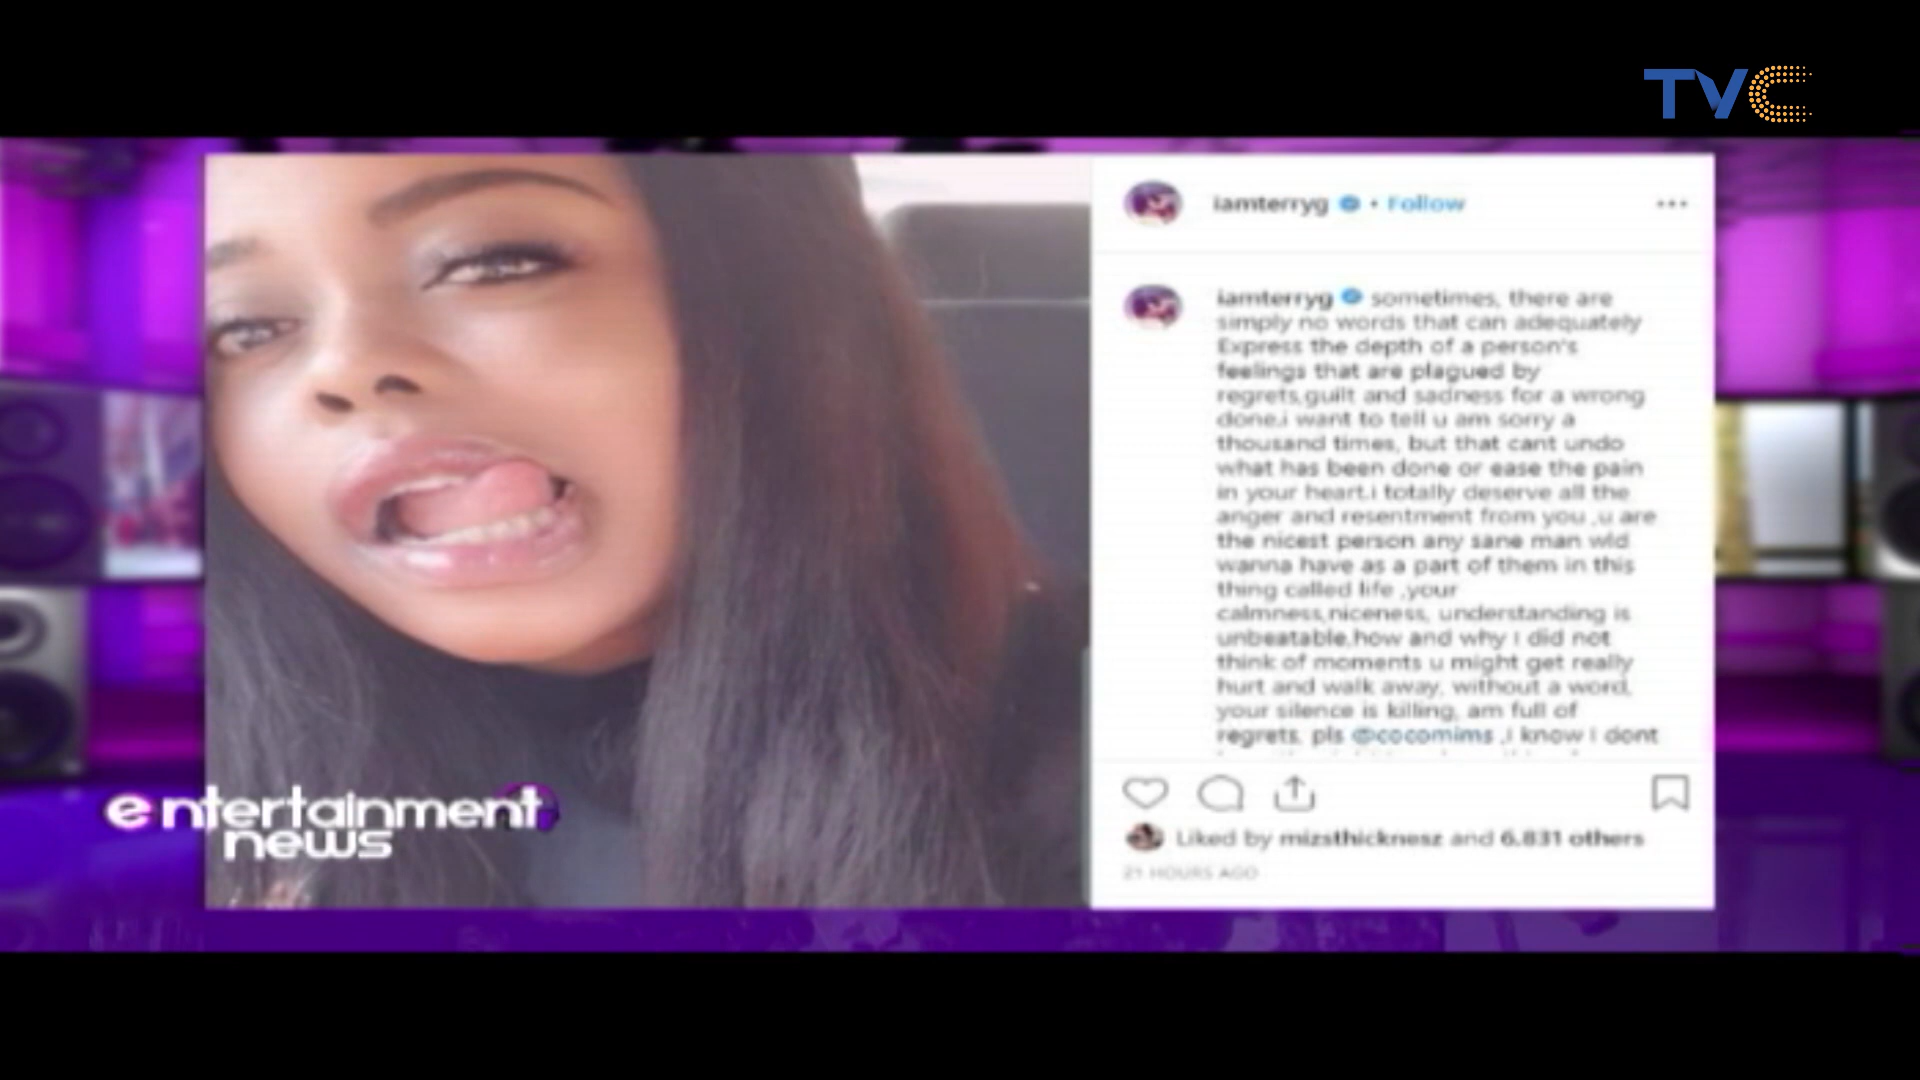 TVC
iamterryg • Follow
iamterryg sometimes, there are
simply no words that can adequately
Express the depth of a person's
feelings that are plagued by
regrets,guilt and sadness for a wrong
done,i want to tell u am sorry a
thousand times, but that cant undo
what has been done or ease the pain
in your heart.i totally deserve all the
anger and resentment from you ,u are
the nicest person any sane man wld
wanna have as a part of them in this
thing called life ,your
calmness,niceness, understanding is
unbeatable,how and why i did not
think of moments u might get really
hurt and walk away, without a word,
your silence is killing, am full of
regrets, pls @cocomims ,i know i dont
Liked by mizsthicknesz and 6,831 others
21 HOURS AGO
entertainment
news